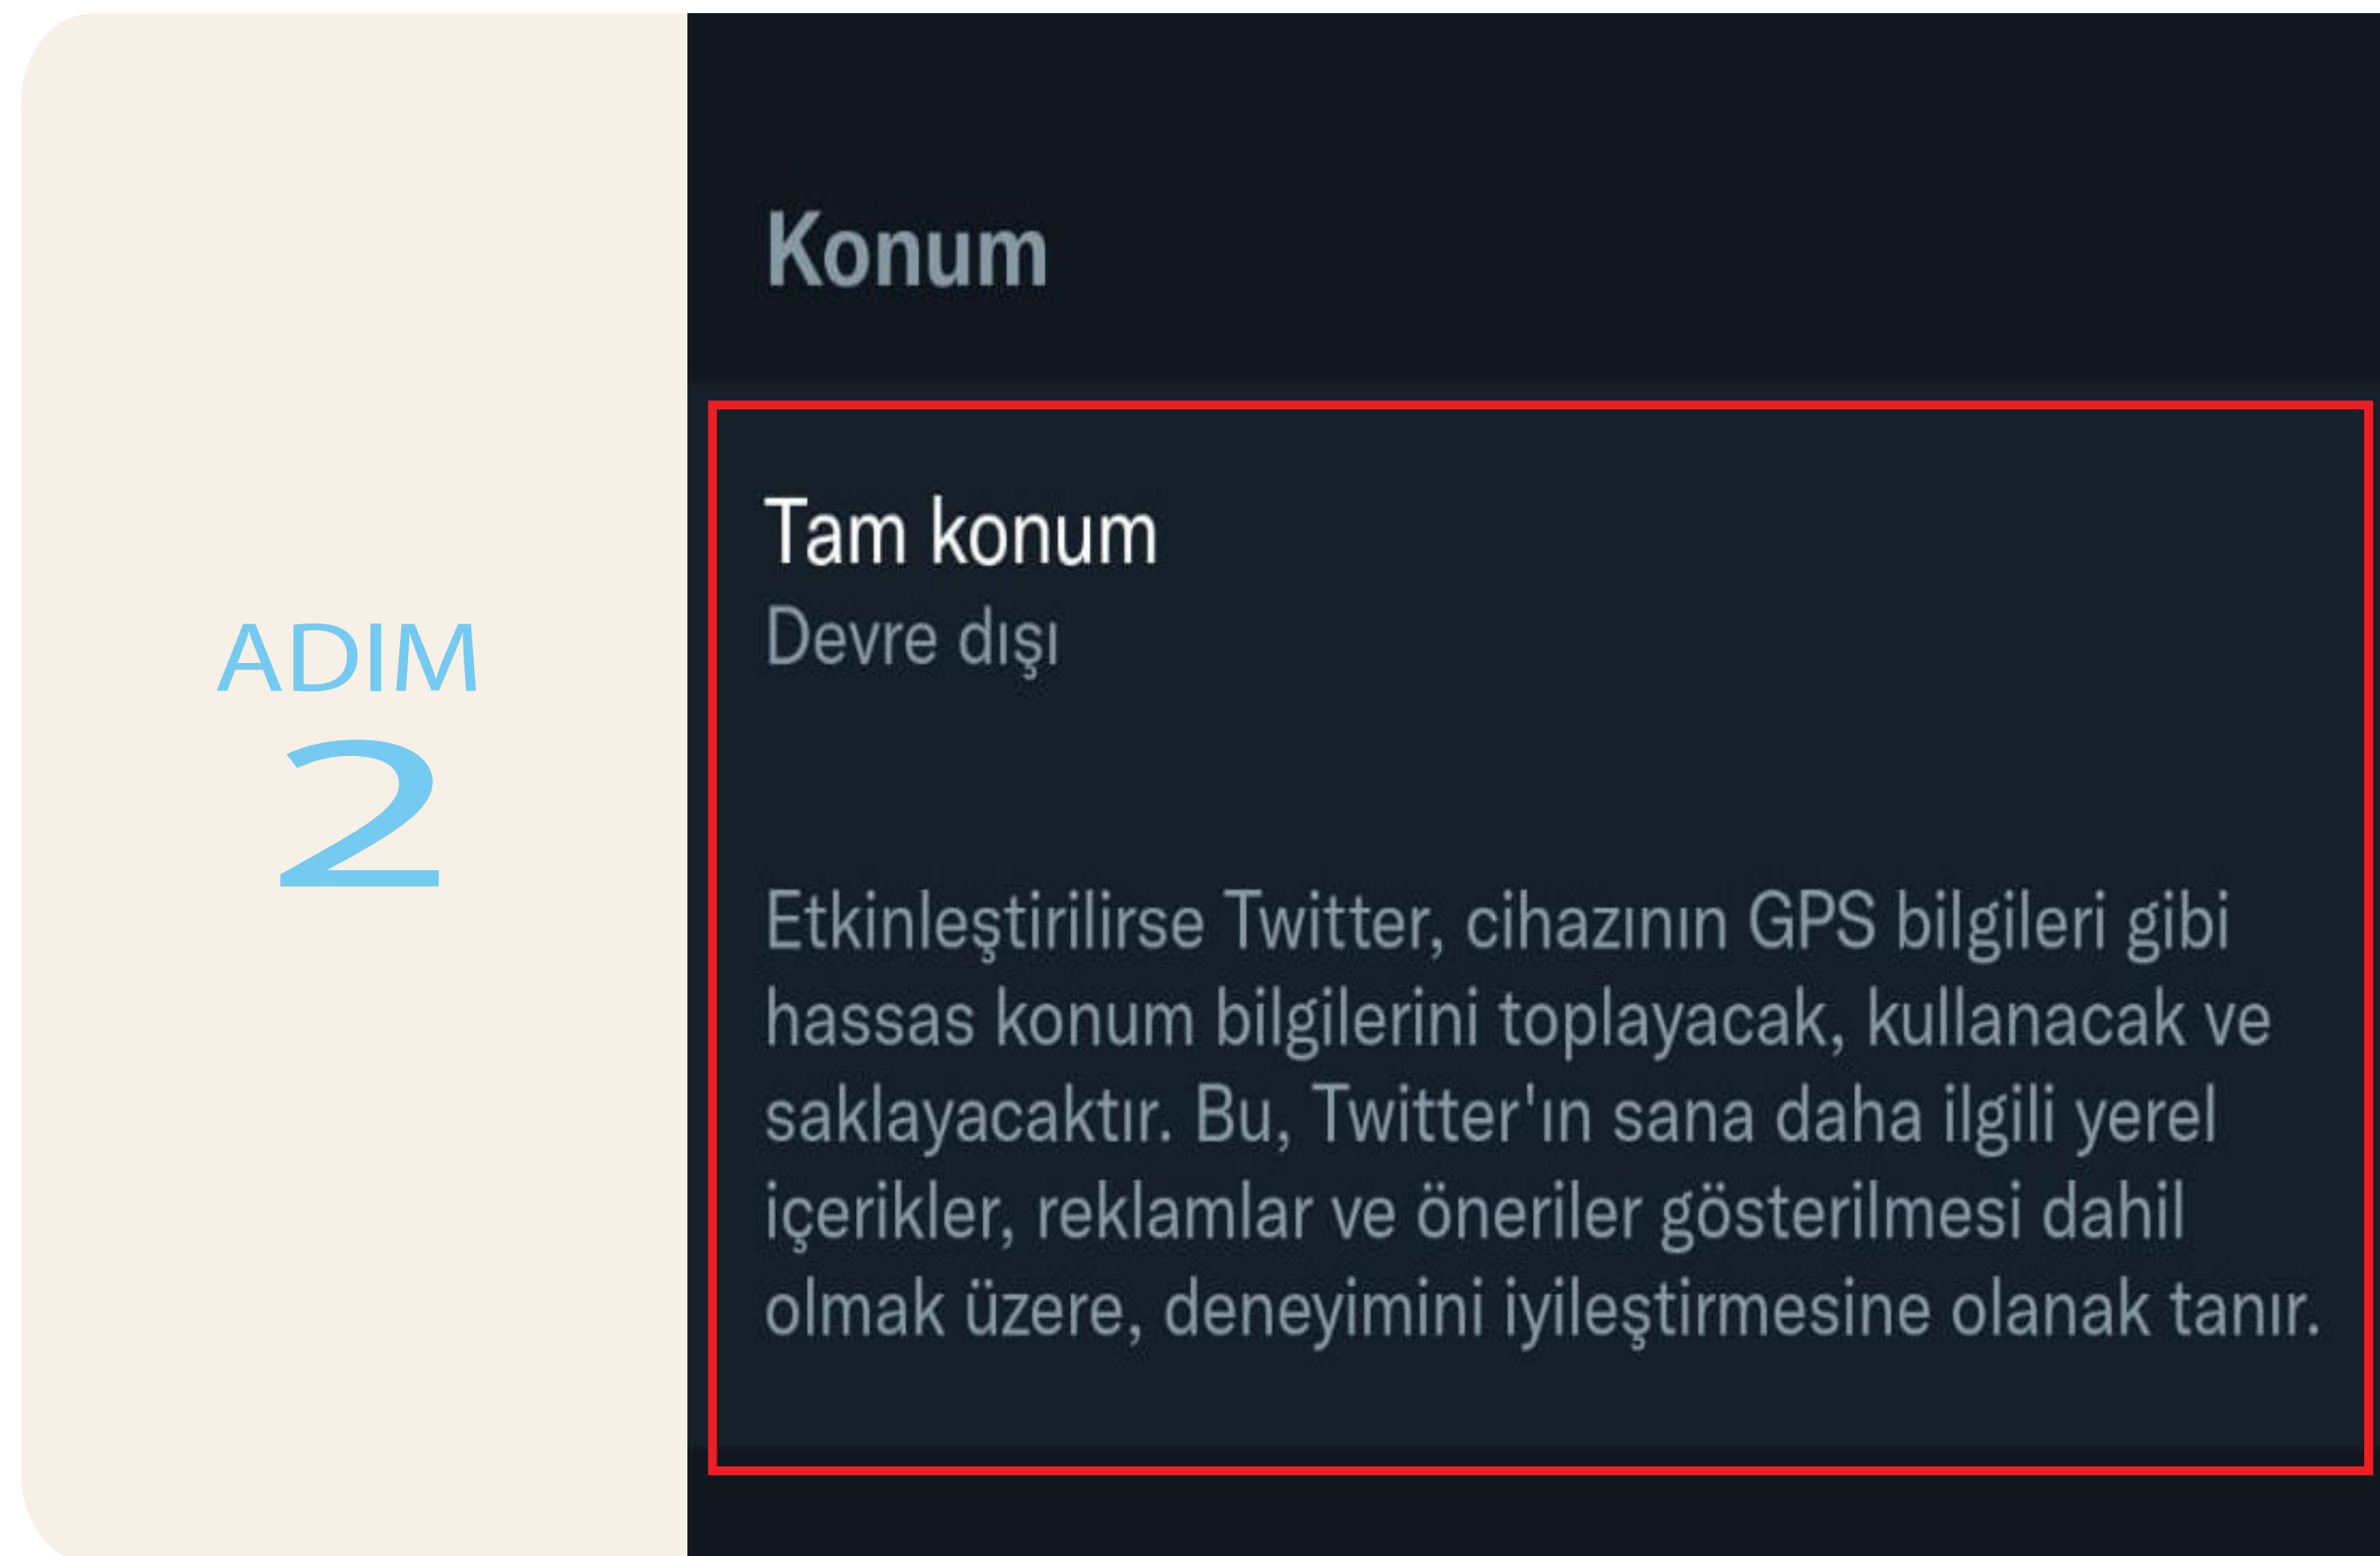 ADIM
2
Konum
Tam konum
Devre dışı
Etkinleştirilirse Twitter, cihazının GPS bilgileri gibi
hassas konum bilgilerini toplayacak, kullanacak ve
saklayacaktır. Bu, Twitter'ın sana daha ilgili yerel
içerikler, reklamlar ve öneriler gösterilmesi dahil
olmak üzere, deneyimini iyileştirmesine olanak tanır.